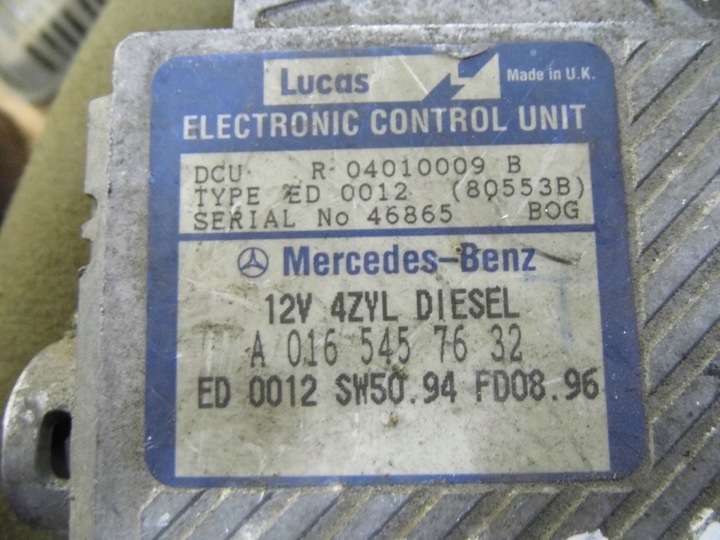 Lucas Made in U.K.
ELECTRONIC CONTROL UNIT
DCU R 04010009 B
TYPE ED 0012 (80553B)
SERIAL No 46865 BOG
Mercedes-Benz
12V 4ZYL DIESEL
A 016 545 76 32
ED 0012 SW50.94 FD08.96